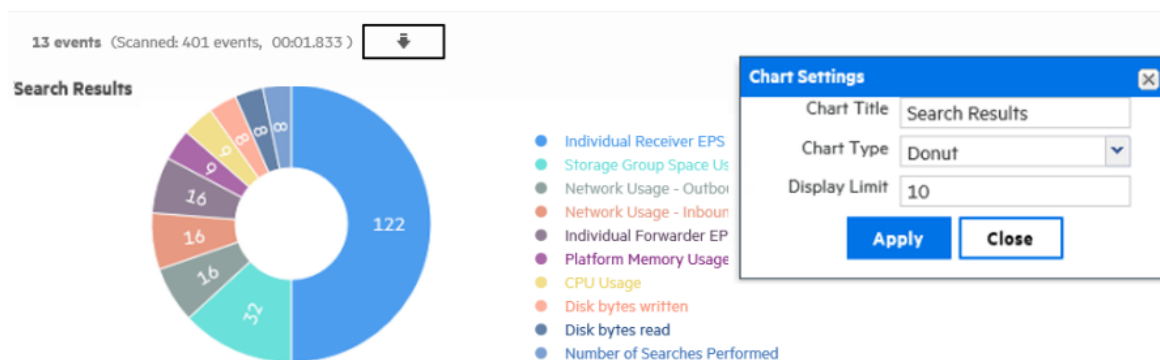 13 events (Scanned: 401 events, 00:01.833 )
Search Results
122
32
16
16
16
9
9
8
8
8
Individual Receiver EPS
Storage Group Space Us
Network Usage - Outbou
Network Usage - Inboun
Individual Forwarder EP
Platform Memory Usage
CPU Usage
Disk bytes written
Disk bytes read
Number of Searches Performed
Chart Settings
Chart Title Search Results
Chart Type Donut
Display Limit 10
Apply Close